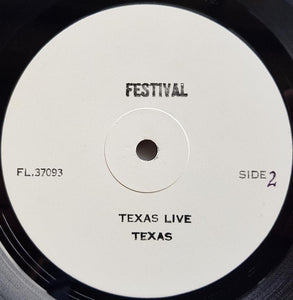 FESTIVAL
FL.37093 SIDE 2
TEXAS LIVE
TEXAS